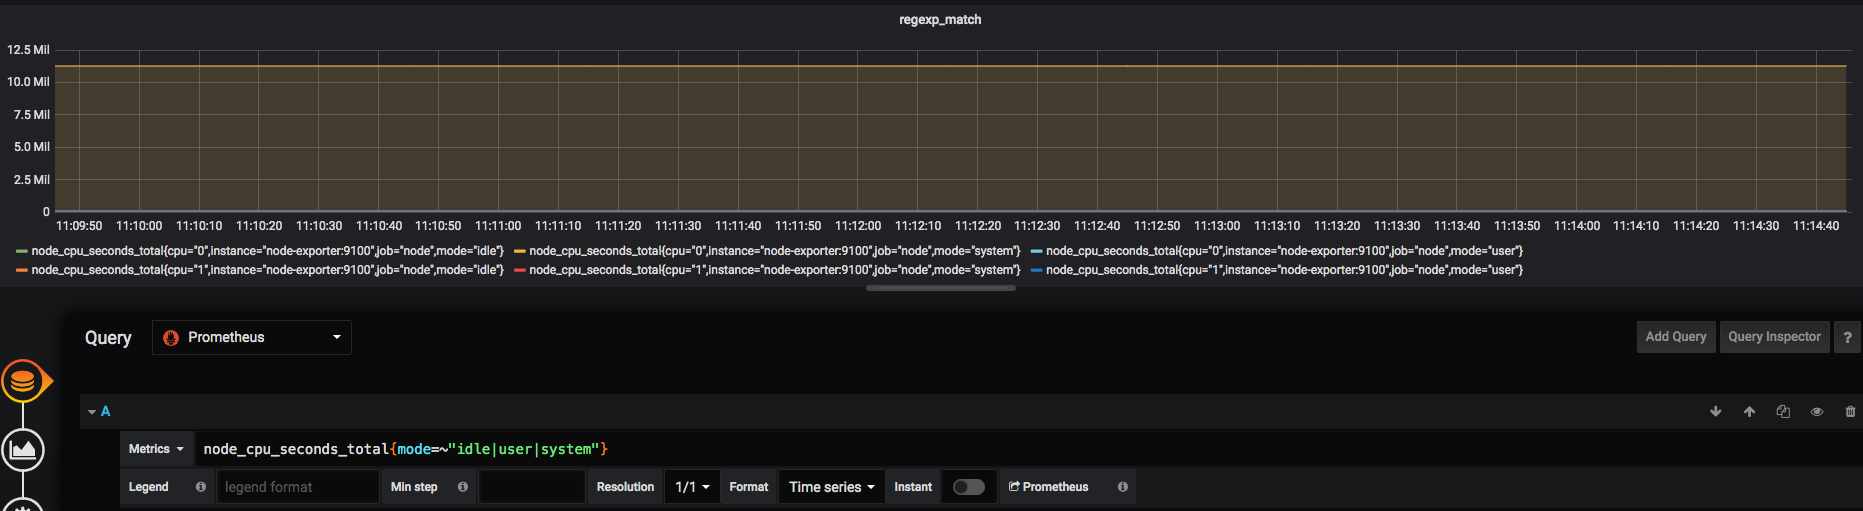 regexp_match
12.5 Mil
10.0 Mil
7.5 Mil
5.0 Mil
2.5 Mil
0
11:09:50 11:10:00 11:10:10 11:10:20 11:10:30 11:10:40 11:10:50 11:11:00 11:11:10 11:11:20 11:11:30 11:11:40 11:11:50 11:12:00 11:12:10 11:12:20 11:12:30 11:12:40 11:12:50 11:13:00 11:13:10 11:13:20 11:13:30 11:13:40 11:13:50 11:14:00 11:14:10 11:14:20 11:14:30 11:14:40
node_cpu_seconds_total{cpu="0",instance="node-exporter:9100",job="node",mode="idle"} node_cpu_seconds_total{cpu="0",instance="node-exporter:9100",job="node",mode="system"} node_cpu_seconds_total{cpu="0",instance="node-exporter:9100",job="node",mode="user"}
node_cpu_seconds_total{cpu="1",instance="node-exporter:9100",job="node",mode="idle"} node_cpu_seconds_total{cpu="1",instance="node-exporter:9100",job="node",mode="system"} node_cpu_seconds_total{cpu="1",instance="node-exporter:9100",job="node",mode="user"}
Query Prometheus Add Query Query Inspector ?
A
Metrics node_cpu_seconds_total{mode=~"idle|user|system"}
Legend legend format Min step Resolution 1/1 Format Time series Instant Prometheus